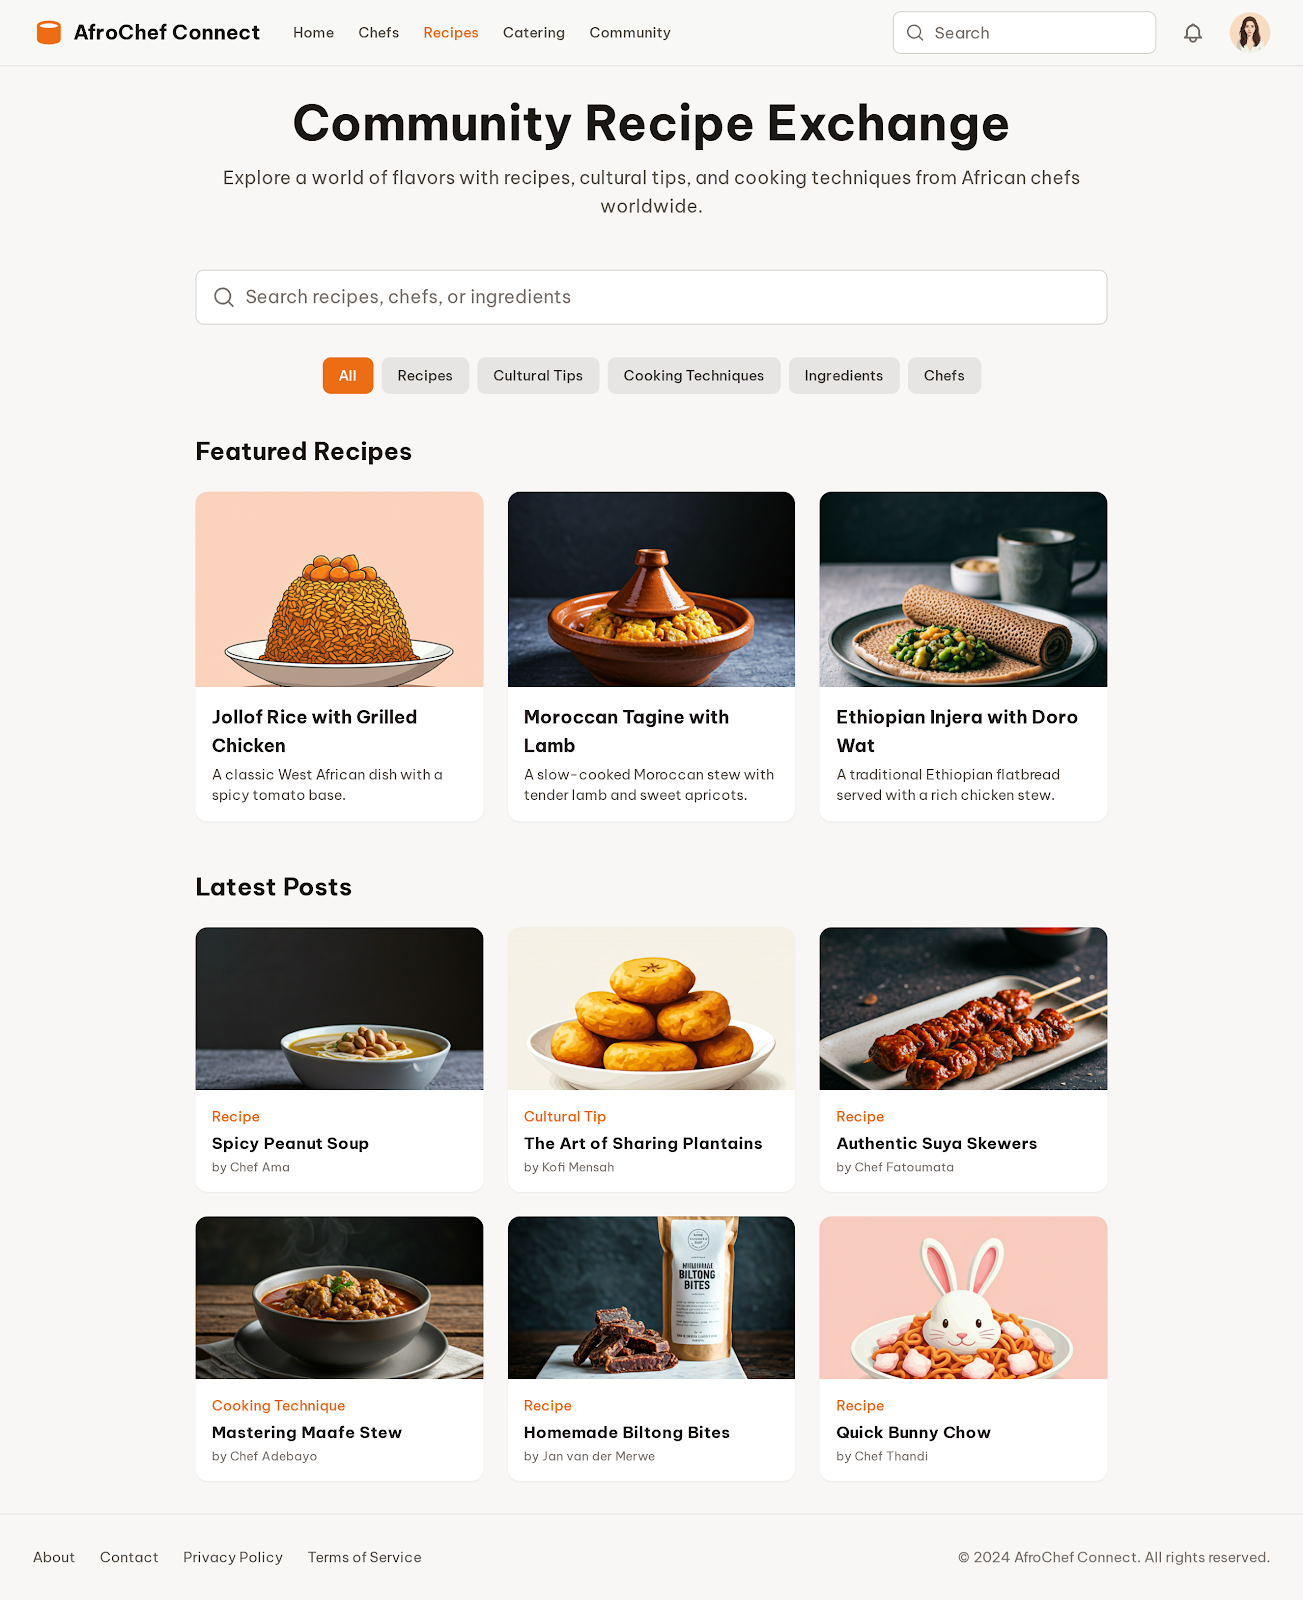 AfroChef Connect
Home
Chefs
Recipes
Catering
Community
Search
Community Recipe Exchange
Explore a world of flavors with recipes, cultural tips, and cooking techniques from African chefs
worldwide.
Search recipes, chefs, or ingredients
All
Recipes
Cultural Tips
Cooking Techniques
Ingredients
Chefs
Featured Recipes
Jollof Rice with Grilled
Chicken
A classic West African dish with a
spicy tomato base.
Moroccan Tagine with
Lamb
A slow-cooked Moroccan stew with
tender lamb and sweet apricots.
Ethiopian Injera with Doro
Wat
A traditional Ethiopian flatbread
served with a rich chicken stew.
Latest Posts
Recipe
Spicy Peanut Soup
by Chef Ama
Cultural Tip
The Art of Sharing Plantains
by Kofi Mensah
Recipe
Authentic Suya Skewers
by Chef Fatoumata
BILTONG
BITES
Cooking Technique
Mastering Maafe Stew
by Chef Adebayo
Recipe
Homemade Biltong Bites
by Jan van der Merwe
Recipe
Quick Bunny Chow
by Chef Thandi
About
Contact
Privacy Policy
Terms of Service
© 2024 AfroChef Connect. All rights reserved.